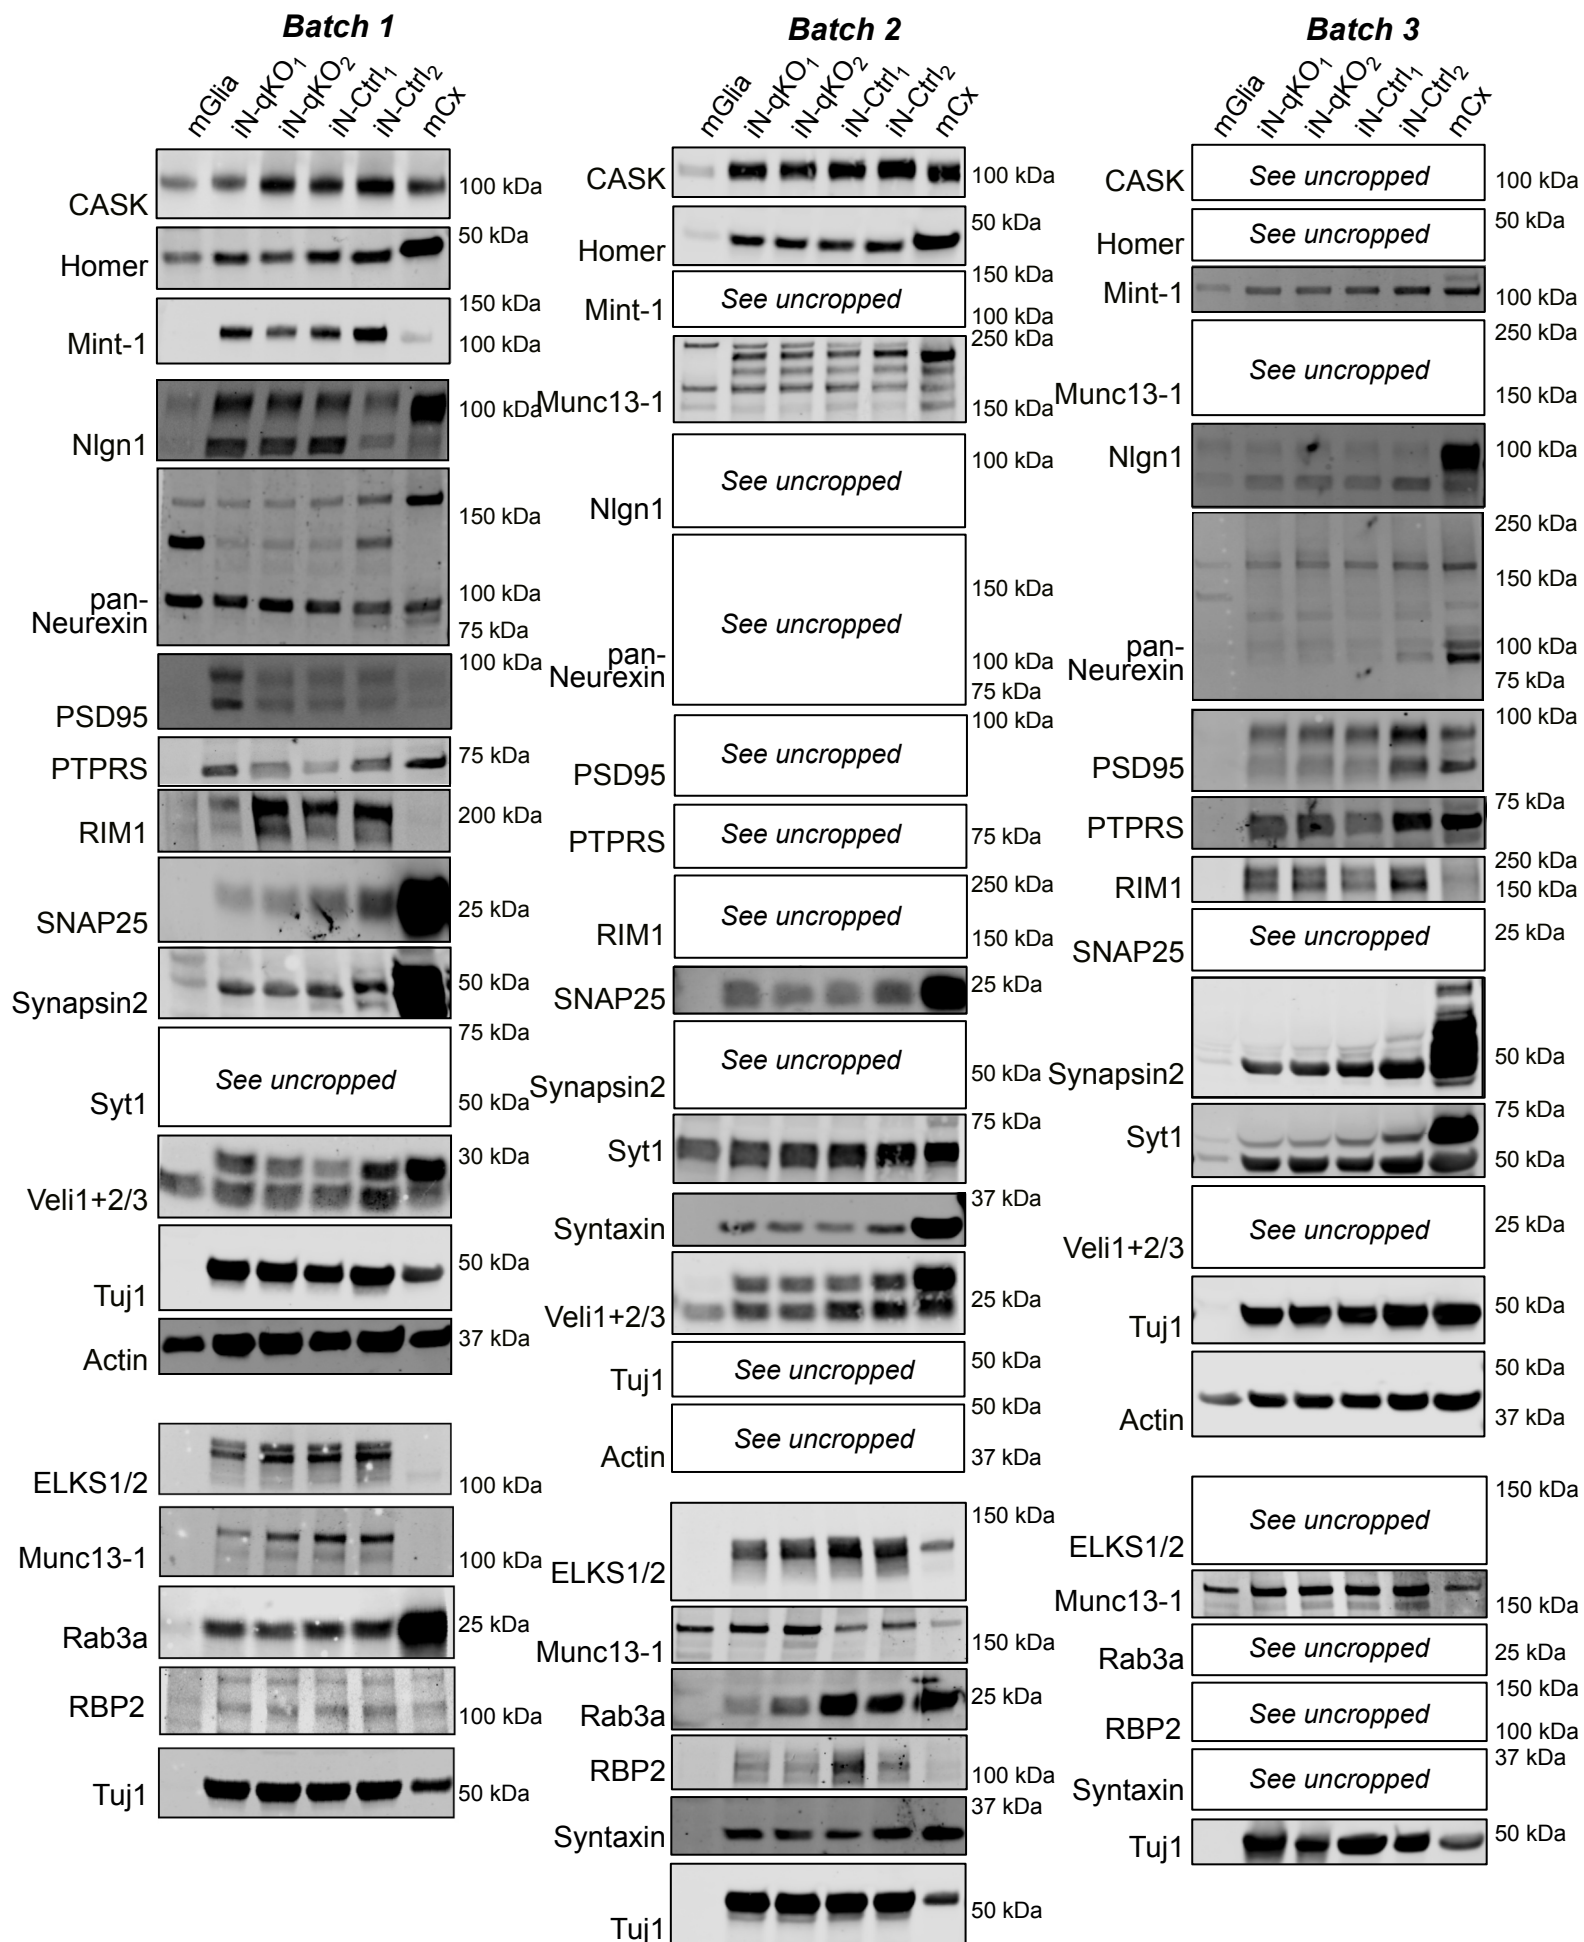 Batch 1
mGlia
iN-qKO1
iN-qKO2
iN-Ctrl1
iN-Ctrl2
mCx
CASK
100 kDa
Homer
50 kDa
Mint-1
150 kDa
100 kDa
Nlgn1
100 kDa
pan-
Neurexin
150 kDa
100 kDa
75 kDa
PSD95
100 kDa
PTPRS
75 kDa
RIM1
200 kDa
SNAP25
25 kDa
Synapsin2
50 kDa
Syt1
See uncropped
75 kDa
50 kDa
Veli1+2/3
30 kDa
Tuj1
50 kDa
Actin
37 kDa
ELKS1/2
100 kDa
Munc13-1
100 kDa
Rab3a
25 kDa
RBP2
100 kDa
Tuj1
50 kDa
Batch 2
mGlia
iN-qKO1
iN-qKO2
iN-Ctrl1
iN-Ctrl2
mCx
CASK
100 kDa
Homer
50 kDa
Mint-1
See uncropped
150 kDa
100 kDa
Munc13-1
250 kDa
150 kDa
Nlgn1
See uncropped
100 kDa
pan-
Neurexin
See uncropped
150 kDa
100 kDa
75 kDa
PSD95
See uncropped
100 kDa
PTPRS
See uncropped
75 kDa
RIM1
See uncropped
250 kDa
150 kDa
SNAP25
25 kDa
Synapsin2
See uncropped
50 kDa
Syt1
75 kDa
Syntaxin
37 kDa
Veli1+2/3
25 kDa
Tuj1
See uncropped
50 kDa
Actin
See uncropped
50 kDa
37 kDa
ELKS1/2
150 kDa
Munc13-1
150 kDa
Rab3a
25 kDa
RBP2
100 kDa
Syntaxin
37 kDa
Tuj1
50 kDa
Batch 3
mGlia
iN-qKO1
iN-qKO2
iN-Ctrl1
iN-Ctrl2
mCx
CASK
See uncropped
100 kDa
Homer
See uncropped
50 kDa
Mint-1
100 kDa
Munc13-1
See uncropped
250 kDa
150 kDa
Nlgn1
100 kDa
pan-
Neurexin
250 kDa
150 kDa
100 kDa
75 kDa
PSD95
100 kDa
PTPRS
75 kDa
RIM1
250 kDa
150 kDa
SNAP25
See uncropped
25 kDa
Synapsin2
50 kDa
Syt1
75 kDa
50 kDa
Veli1+2/3
See uncropped
25 kDa
Tuj1
50 kDa
Actin
50 kDa
37 kDa
ELKS1/2
See uncropped
150 kDa
Munc13-1
150 kDa
Rab3a
See uncropped
25 kDa
RBP2
See uncropped
150 kDa
100 kDa
Syntaxin
See uncropped
37 kDa
Tuj1
50 kDa